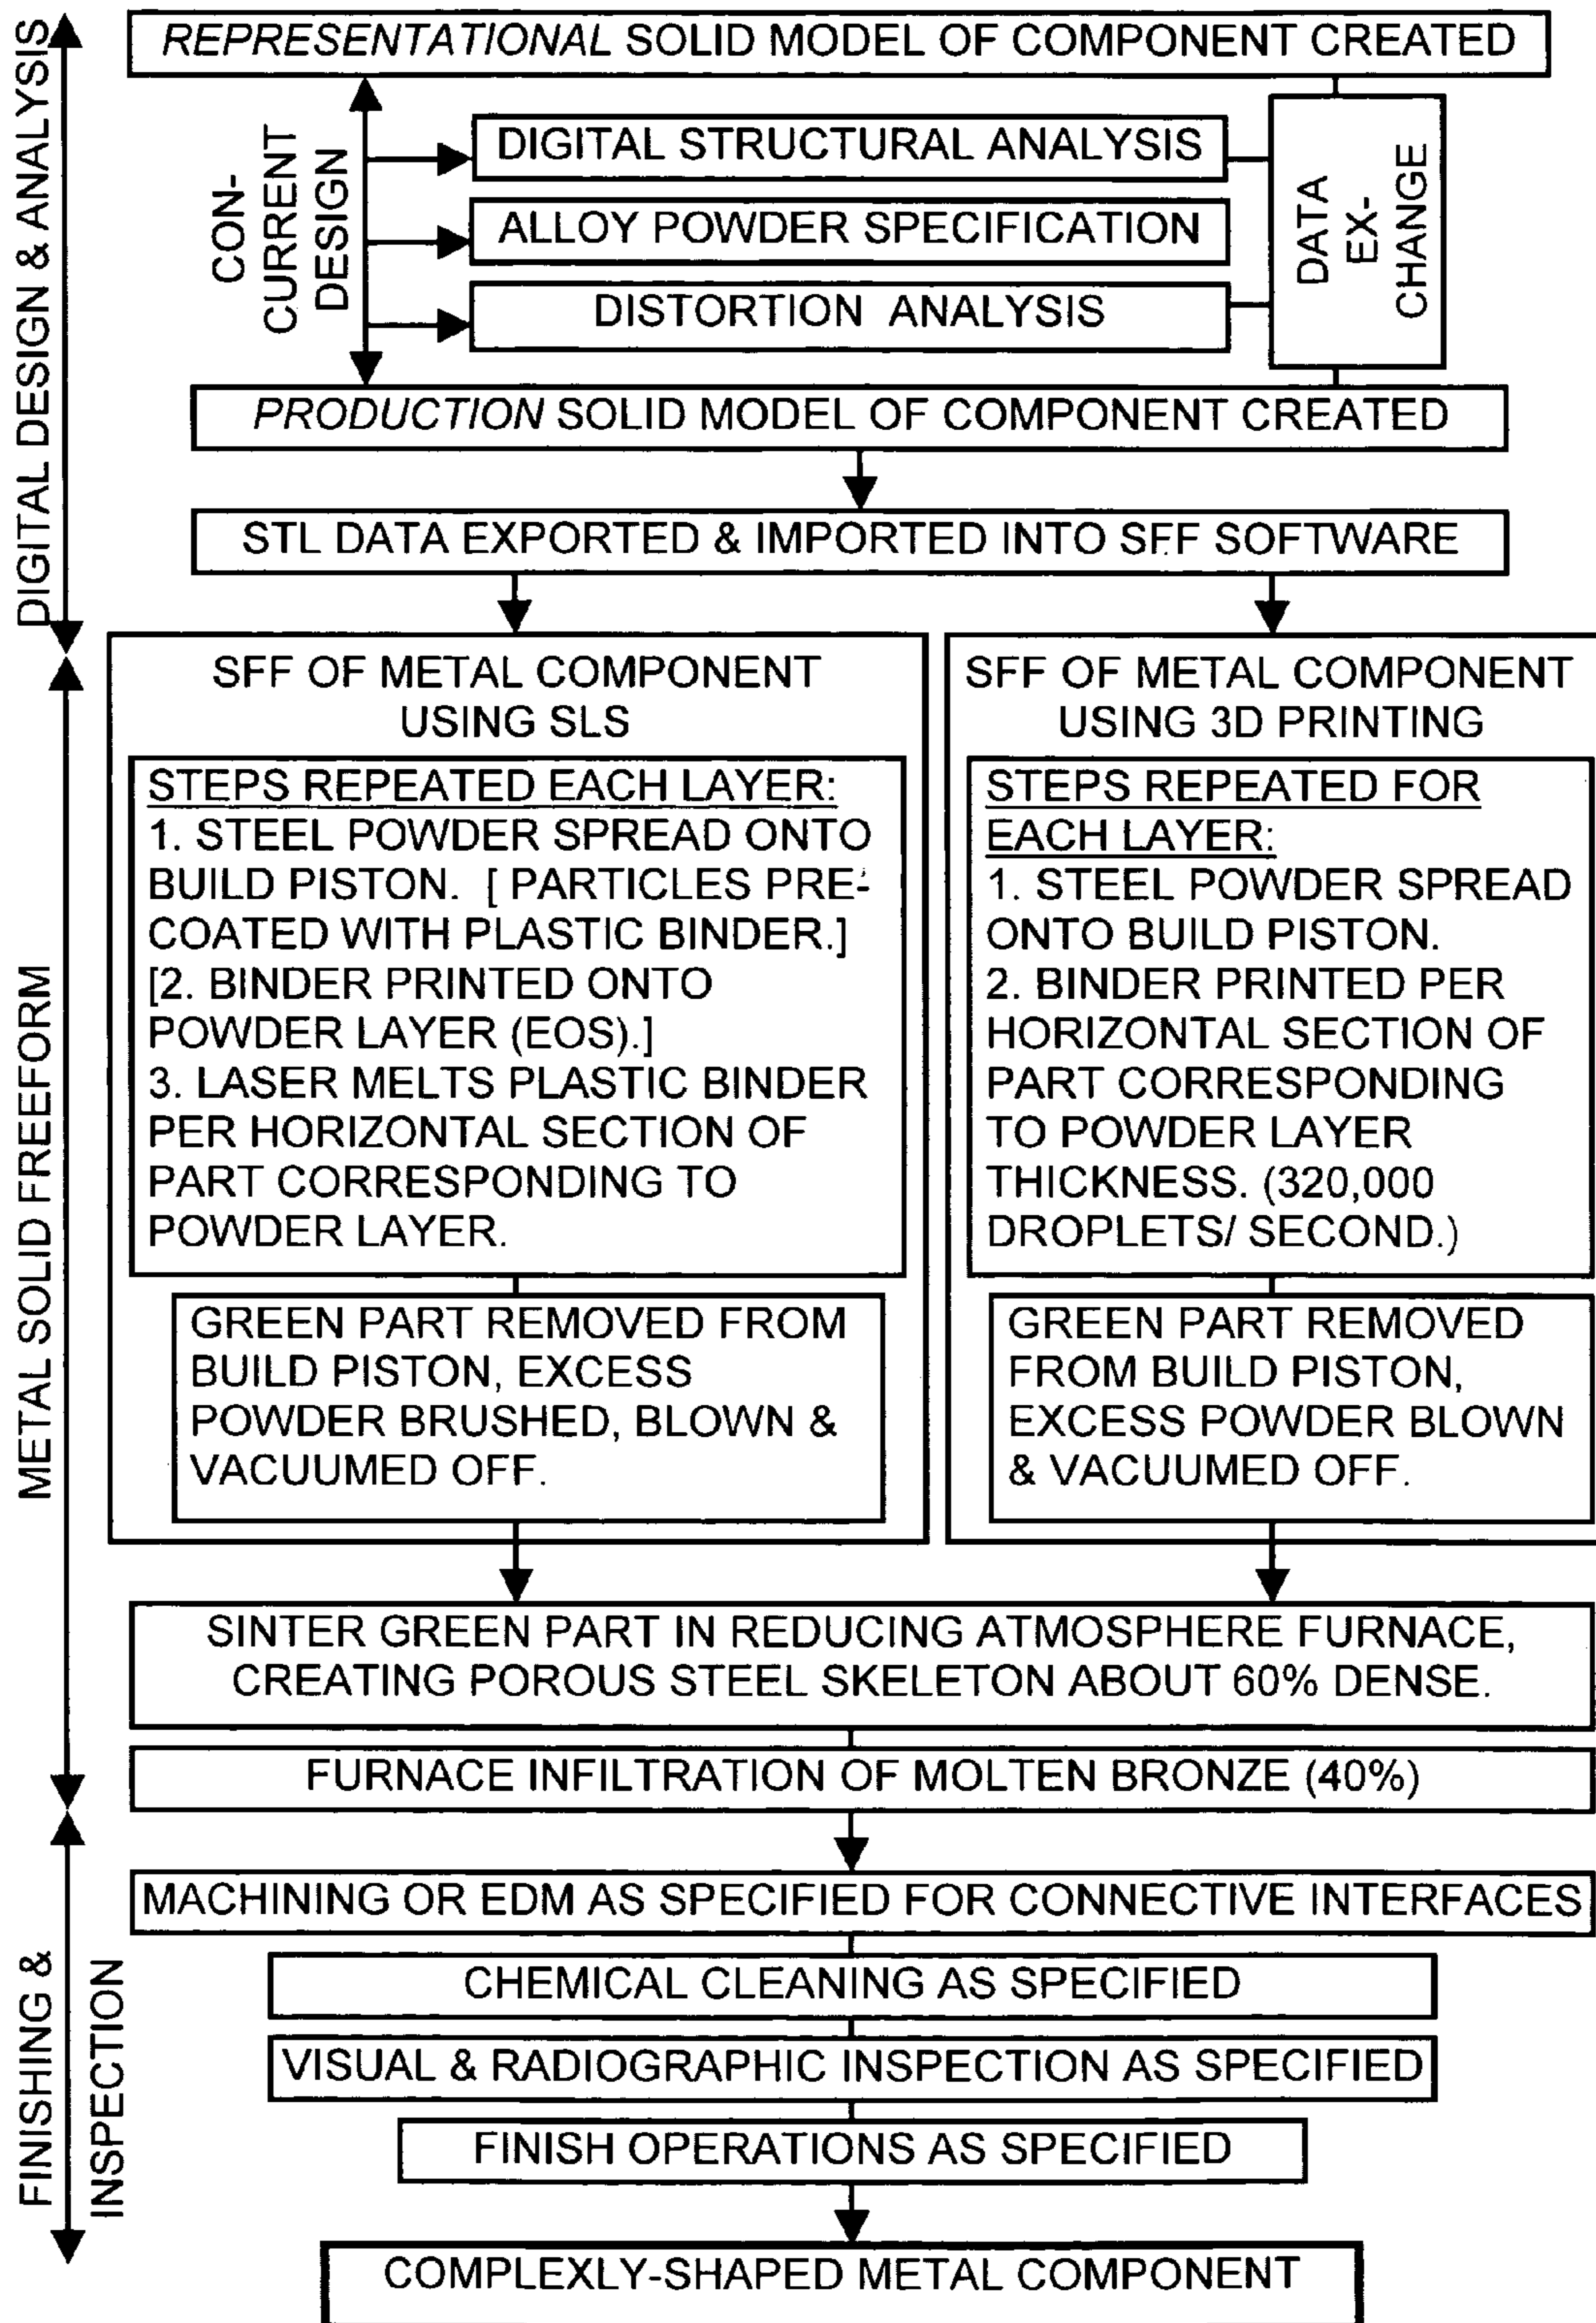 REPRESENTATIONAL SOLID MODEL OF COMPONENT CREATED
DIGITAL DESIGN & ANALYSIS
CON-
CURRENT
DESIGN
DIGITAL STRUCTURAL ANALYSIS
ALLOY POWDER SPECIFICATION
DISTORTION ANALYSIS
DATA
EX-
CHANGE
PRODUCTION SOLID MODEL OF COMPONENT CREATED
STL DATA EXPORTED & IMPORTED INTO SFF SOFTWARE
METAL SOLID FREEFORM
SFF OF METAL COMPONENT
USING SLS
STEPS REPEATED EACH LAYER:
1. STEEL POWDER SPREAD ONTO
BUILD PISTON. [ PARTICLES PRE-
COATED WITH PLASTIC BINDER.]
[2. BINDER PRINTED ONTO
POWDER LAYER (EOS).]
3. LASER MELTS PLASTIC BINDER
PER HORIZONTAL SECTION OF
PART CORRESPONDING TO
POWDER LAYER.
GREEN PART REMOVED FROM
BUILD PISTON, EXCESS
POWDER BRUSHED, BLOWN &
VACUUMED OFF.
SFF OF METAL COMPONENT
USING 3D PRINTING
STEPS REPEATED FOR
EACH LAYER:
1. STEEL POWDER SPREAD
ONTO BUILD PISTON.
2. BINDER PRINTED PER
HORIZONTAL SECTION OF
PART CORRESPONDING
TO POWDER LAYER
THICKNESS. (320,000
DROPLETS/ SECOND.)
GREEN PART REMOVED
FROM BUILD PISTON,
EXCESS POWDER BLOWN
& VACUUMED OFF.
SINTER GREEN PART IN REDUCING ATMOSPHERE FURNACE,
CREATING POROUS STEEL SKELETON ABOUT 60% DENSE.
FURNACE INFILTRATION OF MOLTEN BRONZE (40%)
FINISHING &
INSPECTION
MACHINING OR EDM AS SPECIFIED FOR CONNECTIVE INTERFACES
CHEMICAL CLEANING AS SPECIFIED
VISUAL & RADIOGRAPHIC INSPECTION AS SPECIFIED
FINISH OPERATIONS AS SPECIFIED
COMPLEXLY-SHAPED METAL COMPONENT